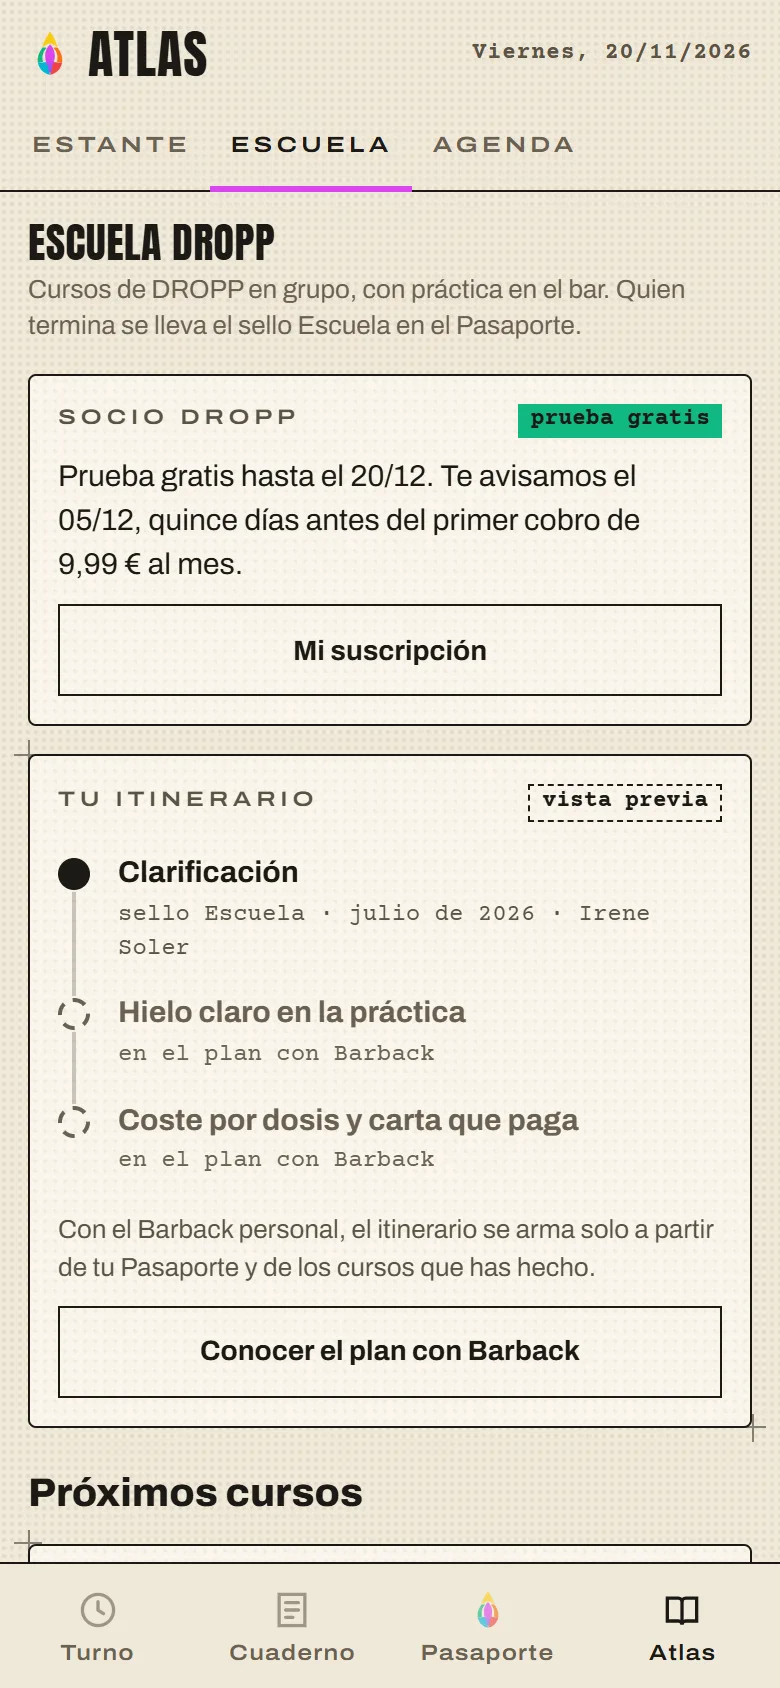 ATLAS
Viernes, 20/11/2026
ESTANTE ESCUELA AGENDA
ESCUELA DROPP
Cursos de DROPP en grupo, con práctica en el bar. Quien
termina se lleva el sello Escuela en el Pasaporte.
SOCIO DROPP
prueba gratis
Prueba gratis hasta el 20/12. Te avisamos el
05/12, quince días antes del primer cobro de
9,99 € al mes.
Mi suscripción
TU ITINERARIO
vista previa
Clarificación
sello Escuela · julio de 2026 · Irene
Soler
Hielo claro en la práctica
en el plan con Barback
Coste por dosis y carta que paga
en el plan con Barback
Con el Barback personal, el itinerario se arma solo a partir
de tu Pasaporte y de los cursos que has hecho.
Conocer el plan con Barback
Próximos cursos
Turno Cuaderno Pasaporte Atlas